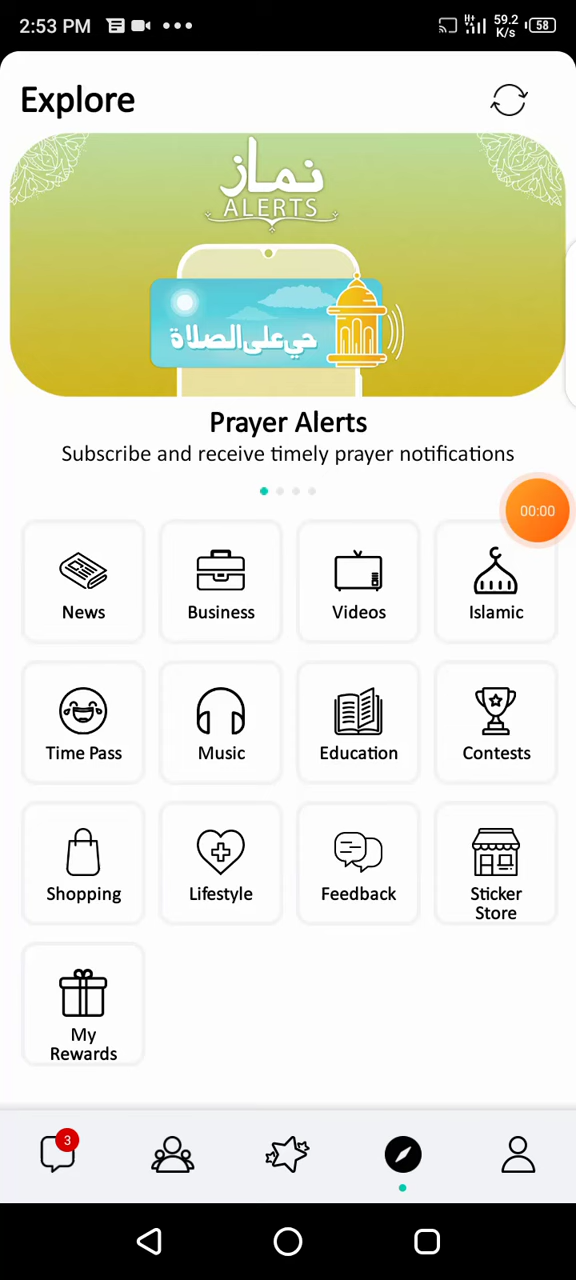 2:53 PM
59.2
K/s
58
Explore
نماز
ALERTS
حي على الصلاة
Prayer Alerts
Subscribe and receive timely prayer notifications
00:00
News
Business
Videos
Islamic
Time Pass
Music
Education
Contests
Shopping
Lifestyle
Feedback
Sticker
Store
My
Rewards
3